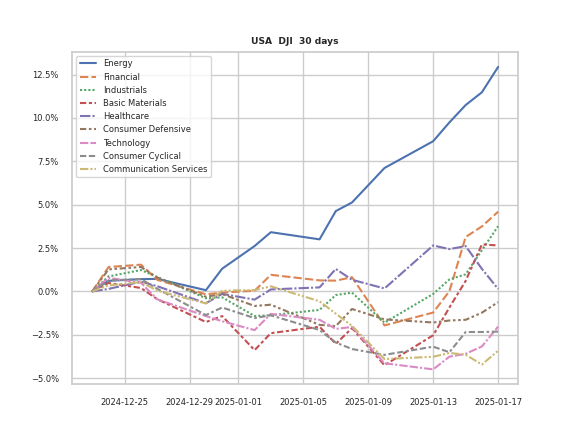 USA DJI 30 days
Energy
Financial
Industrials
Basic Materials
Healthcare
Consumer Defensive
Technology
Consumer Cyclical
Communication Services
12.5%
10.0%
7.5%
5.0%
2.5%
0.0%
−2.5%
−5.0%
2024-12-25 2024-12-29 2025-01-01 2025-01-05 2025-01-09 2025-01-13 2025-01-17